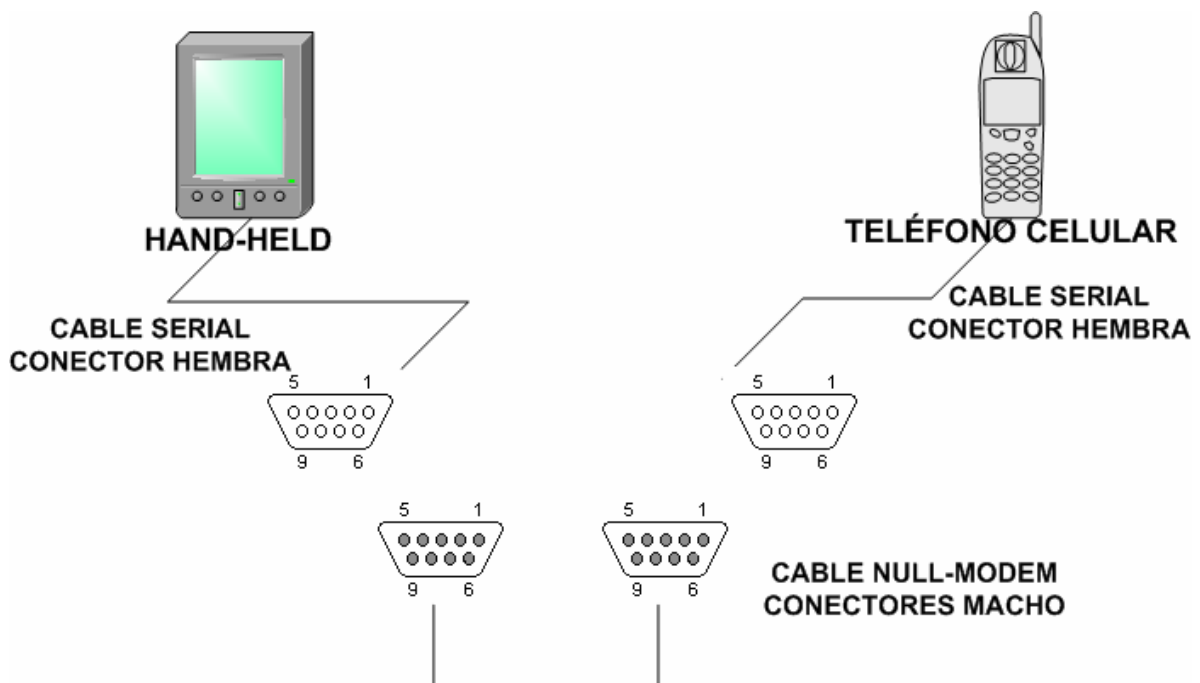 HAND-HELD
TELÉFONO CELULAR
CABLE SERIAL
CONECTOR HEMBRA
CABLE SERIAL
CONECTOR HEMBRA
5 1
9 6
5 1
9 6
5 1
9 6
5 1
9 6
CABLE NULL-MODEM
CONECTORES MACHO